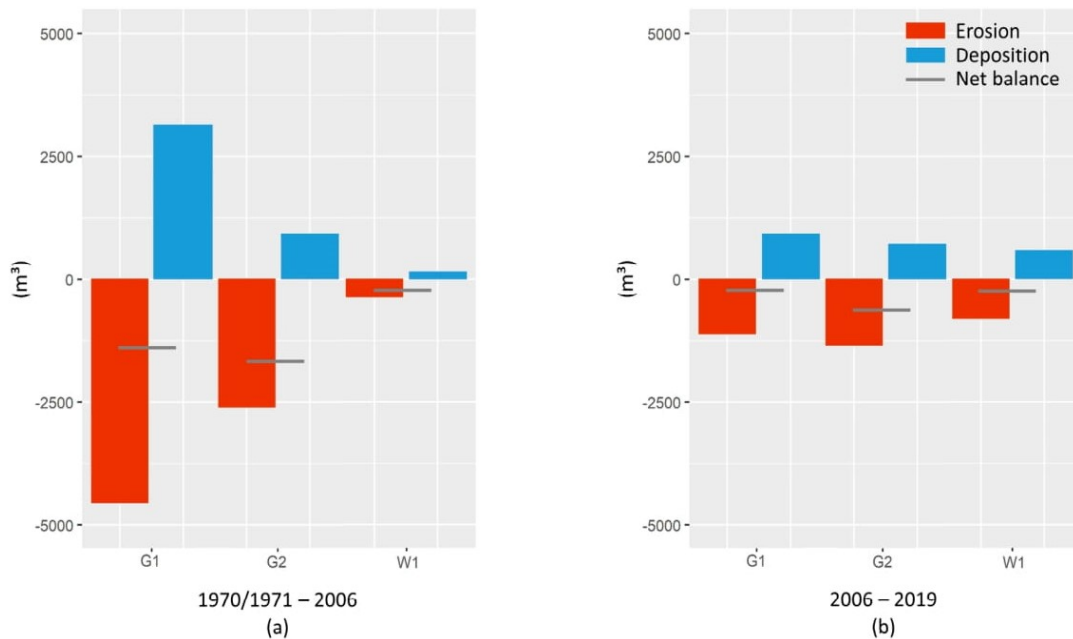 5000
2500
0
-2500
-5000
(m³)
G1
G2
W1
1970/1971 – 2006
(a)
Erosion
Deposition
Net balance
5000
2500
0
-2500
-5000
(m³)
G1
G2
W1
2006 – 2019
(b)